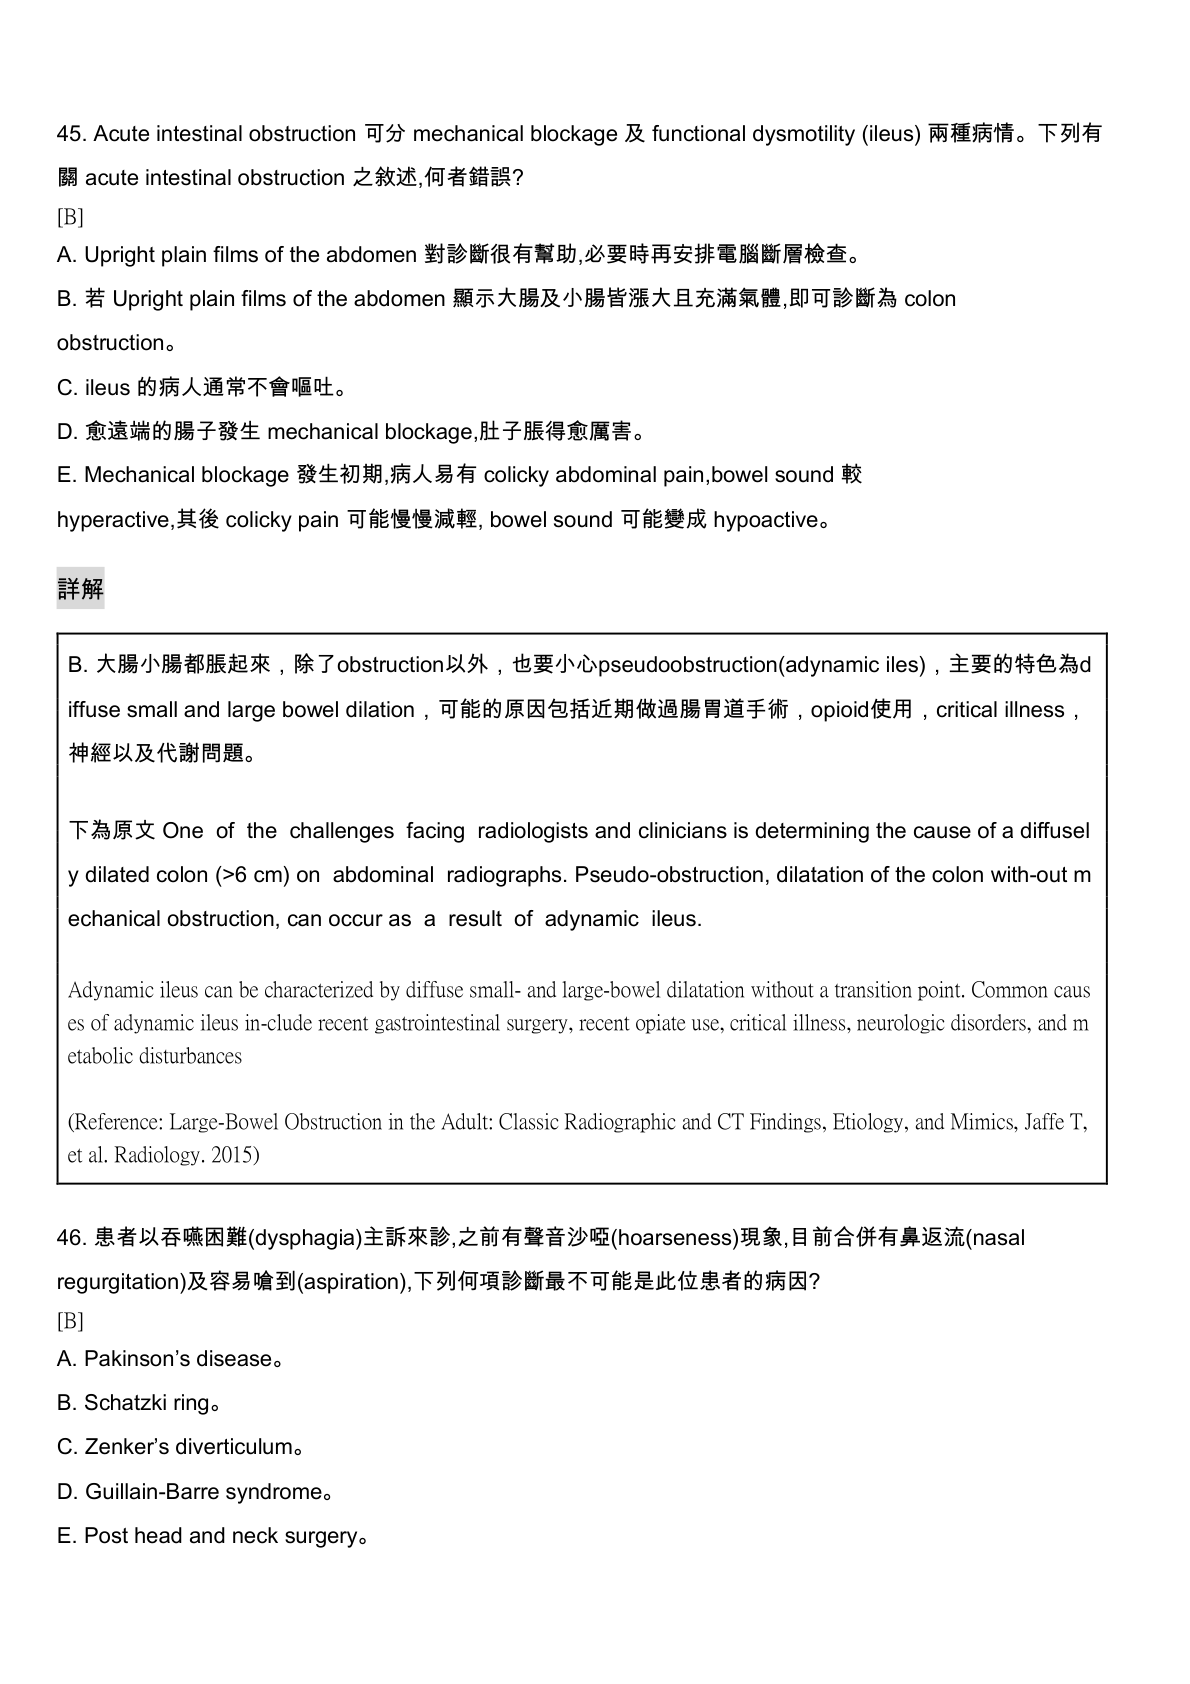 45. Acute intestinal obstruction 可分 mechanical blockage 及 functional dysmotility (ileus) 兩種病情。下列有
關 acute intestinal obstruction 之敘述,何者錯誤?
[B]
A. Upright plain films of the abdomen 對診斷很有幫助,必要時再安排電腦斷層檢查。
B. 若 Upright plain films of the abdomen 顯示大腸及小腸皆漲大且充滿氣體,即可診斷為 colon
obstruction。
C. ileus 的病人通常不會嘔吐。
D. 愈遠端的腸子發生 mechanical blockage,肚子脹得愈厲害。
E. Mechanical blockage 發生初期,病人易有 colicky abdominal pain,bowel sound 較
hyperactive,其後 colicky pain 可能慢慢減輕, bowel sound 可能變成 hypoactive。
詳解
B. 大腸小腸都脹起來，除了obstruction以外，也要小心pseudoobstruction(adynamic iles)，主要的特色為d
iffuse small and large bowel dilation，可能的原因包括近期做過腸胃道手術，opioid使用，critical illness，
神經以及代謝問題。
下為原文 One of the challenges facing radiologists and clinicians is determining the cause of a diffusel
y dilated colon (>6 cm) on abdominal radiographs. Pseudo-obstruction, dilatation of the colon with-out m
echanical obstruction, can occur as a result of adynamic ileus.
Adynamic ileus can be characterized by diffuse small- and large-bowel dilatation without a transition point. Common caus
es of adynamic ileus in-clude recent gastrointestinal surgery, recent opiate use, critical illness, neurologic disorders, and m
etabolic disturbances
(Reference: Large-Bowel Obstruction in the Adult: Classic Radiographic and CT Findings, Etiology, and Mimics, Jaffe T,
et al. Radiology. 2015)
46. 患者以吞嚥困難(dysphagia)主訴來診,之前有聲音沙啞(hoarseness)現象,目前合併有鼻返流(nasal
regurgitation)及容易嗆到(aspiration),下列何項診斷最不可能是此位患者的病因?
[B]
A. Pakinson’s disease。
B. Schatzki ring。
C. Zenker’s diverticulum。
D. Guillain-Barre syndrome。
E. Post head and neck surgery。